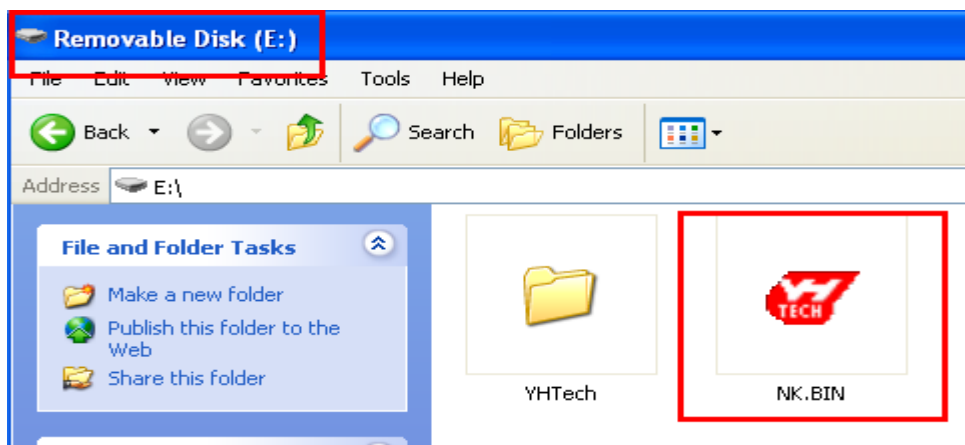 Removable Disk (E:)
File Edit View Favorites Tools Help
Back Search Folders
Address E:\
File and Folder Tasks
Make a new folder
Publish this folder to the
Web
Share this folder
YHTech
YH
TECH
NK.BIN